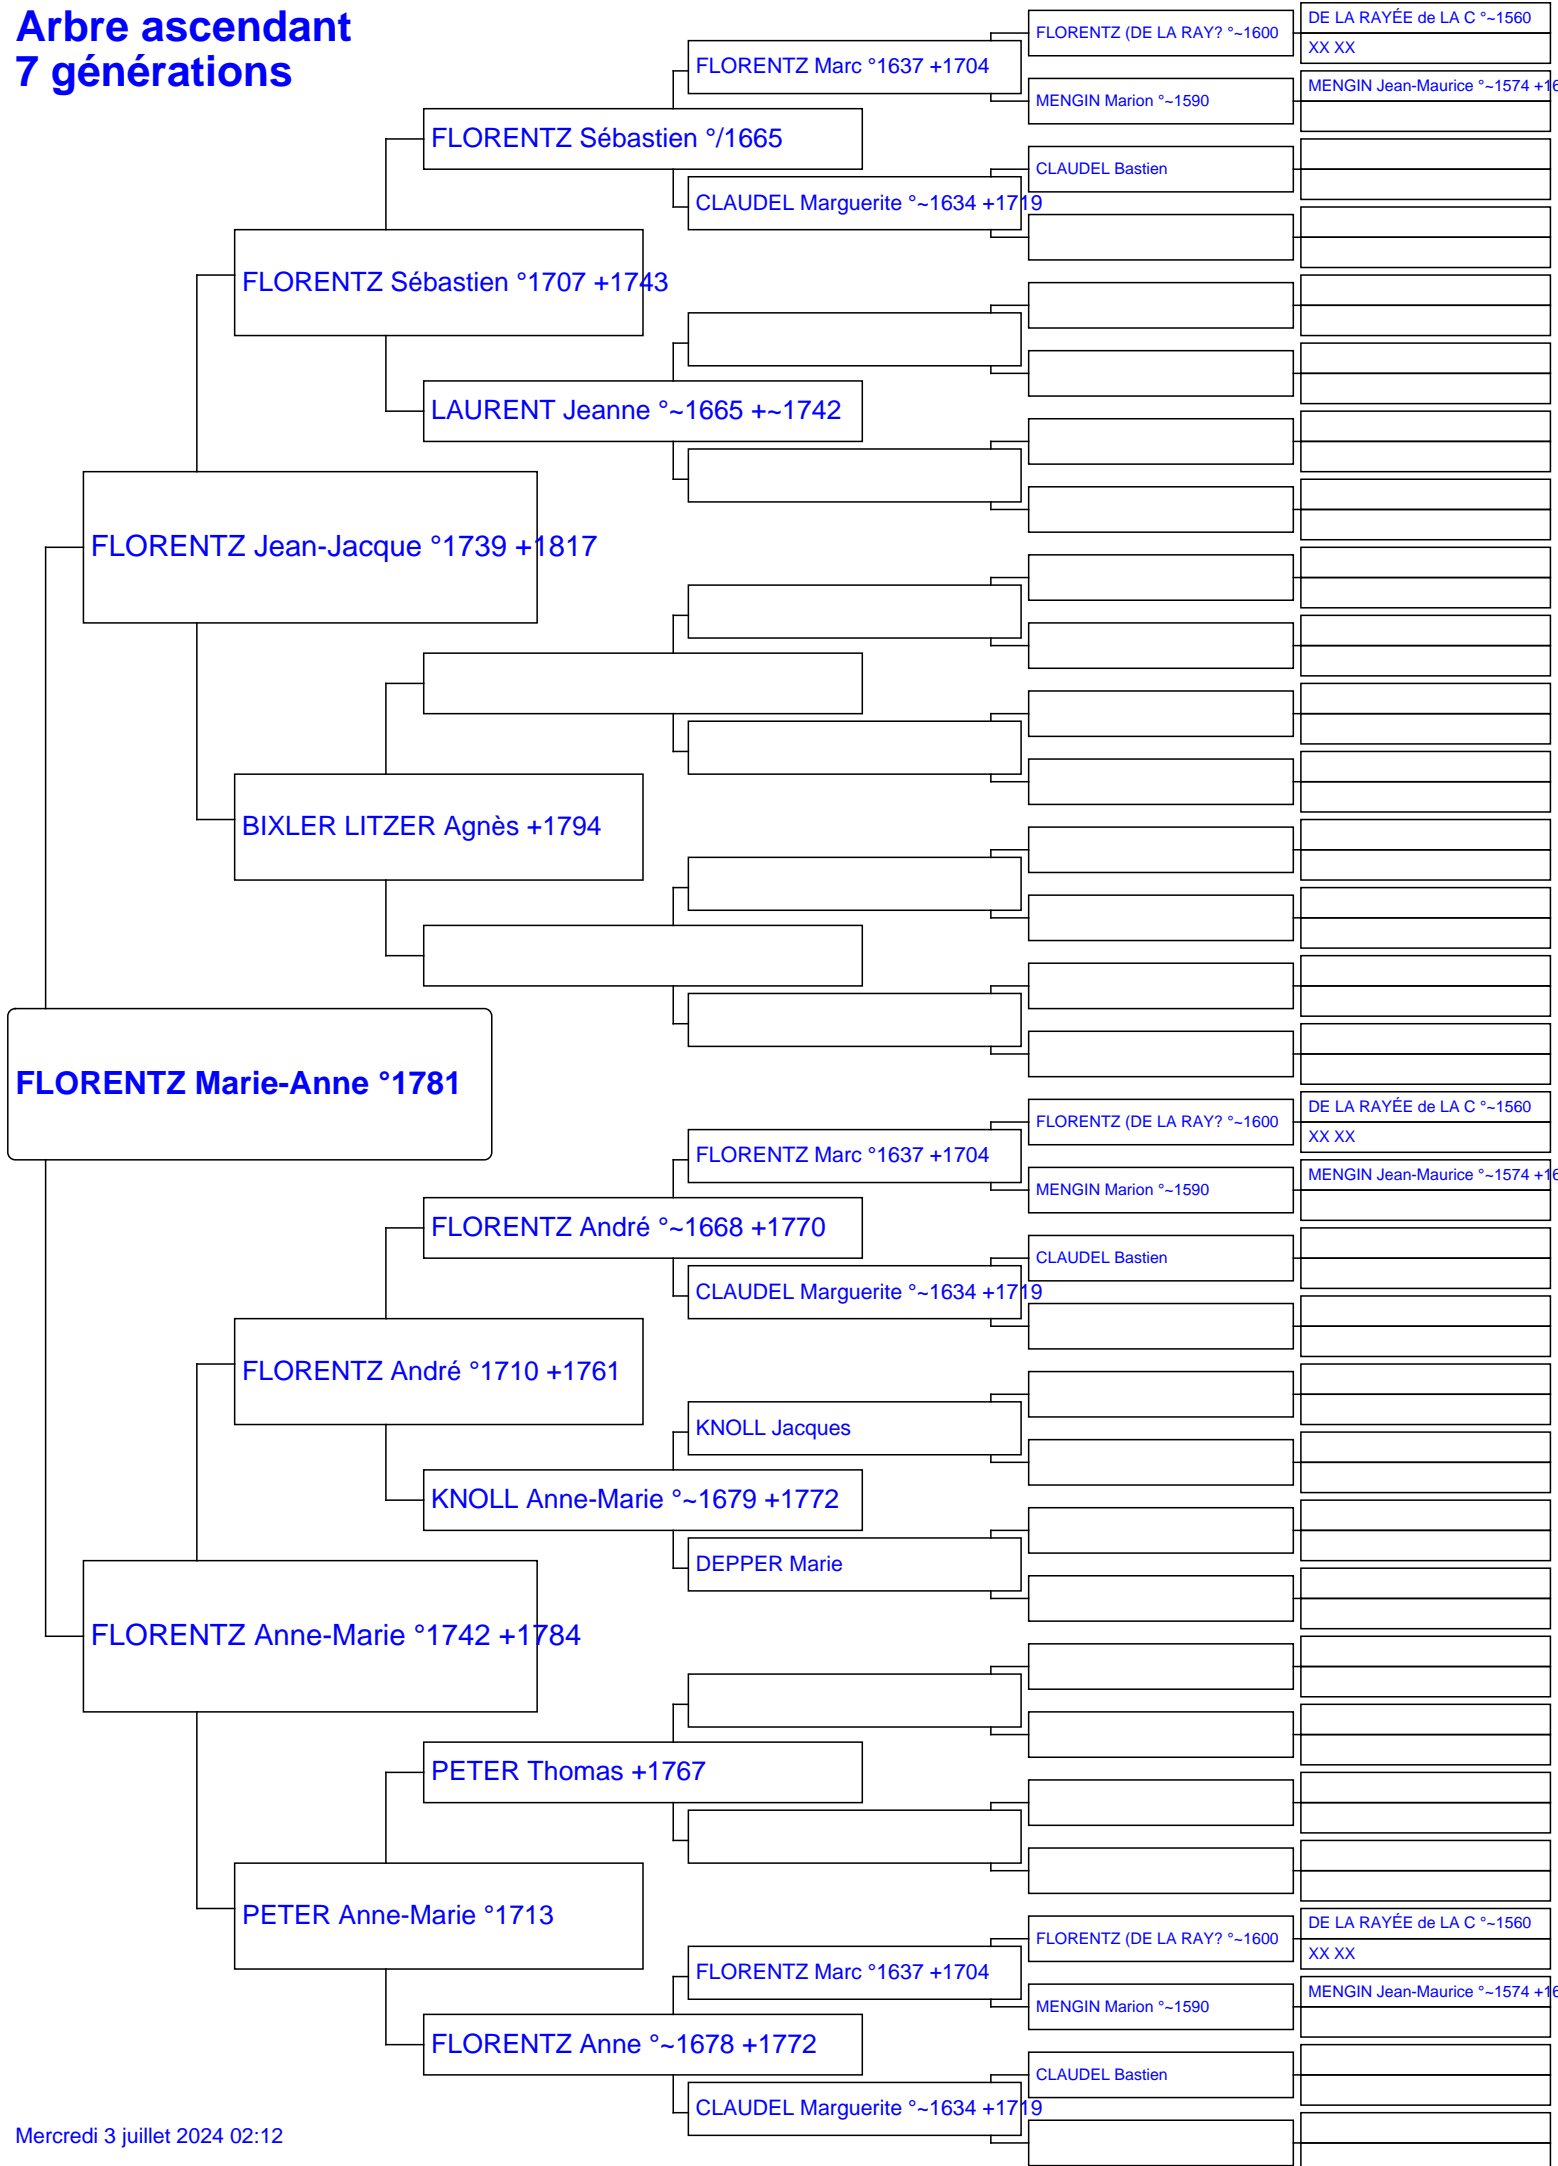 Arbre ascendant
7 générations
FLORENTZ (DE LA RAY? °~1600
DE LA RAYÉE de LA C °~1560
XX XX
FLORENTZ Marc °1637 +1704
MENGIN Marion °~1590
MENGIN Jean-Maurice °~1574 +16
FLORENTZ Sébastien °/1665
CLAUDEL Bastien
CLAUDEL Marguerite °~1634 +1719
FLORENTZ Sébastien °1707 +1743
LAURENT Jeanne °~1665 +~1742
FLORENTZ Jean-Jacque °1739 +1817
BIXLER LITZER Agnès +1794
FLORENTZ Marie-Anne °1781
FLORENTZ (DE LA RAY? °~1600
DE LA RAYÉE de LA C °~1560
XX XX
FLORENTZ Marc °1637 +1704
MENGIN Marion °~1590
MENGIN Jean-Maurice °~1574 +16
FLORENTZ André °~1668 +1770
CLAUDEL Bastien
CLAUDEL Marguerite °~1634 +1719
FLORENTZ André °1710 +1761
KNOLL Jacques
KNOLL Anne-Marie °~1679 +1772
DEPPER Marie
FLORENTZ Anne-Marie °1742 +1784
PETER Thomas +1767
PETER Anne-Marie °1713
FLORENTZ (DE LA RAY? °~1600
DE LA RAYÉE de LA C °~1560
XX XX
FLORENTZ Marc °1637 +1704
MENGIN Marion °~1590
MENGIN Jean-Maurice °~1574 +16
FLORENTZ Anne °~1678 +1772
CLAUDEL Bastien
CLAUDEL Marguerite °~1634 +1719
Mercredi 3 juillet 2024 02:12